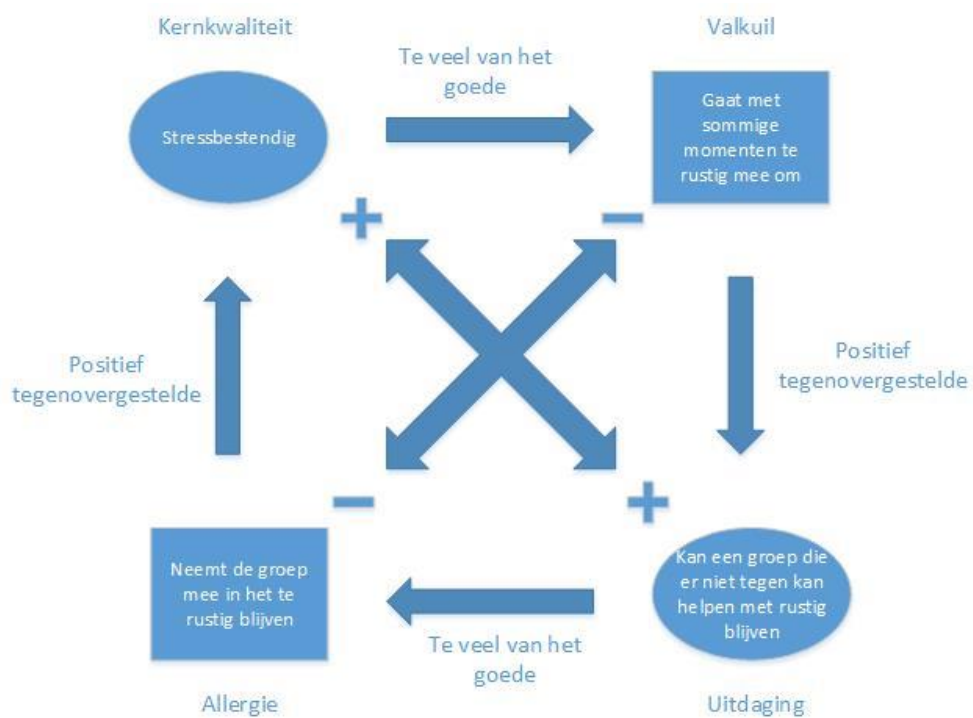 Kernkwaliteit
Valkuil
Te veel van het
goede
Stressbestendig
Gaat met
sommige
momenten te
rustig mee om
+
−
Positief
tegenovergestelde
Positief
tegenovergestelde
−
+
Neemt de groep
mee in het te
rustig blijven
Kan een groep die
er niet tegen kan
helpen met rustig
blijven
Te veel van het
goede
Allergie
Uitdaging